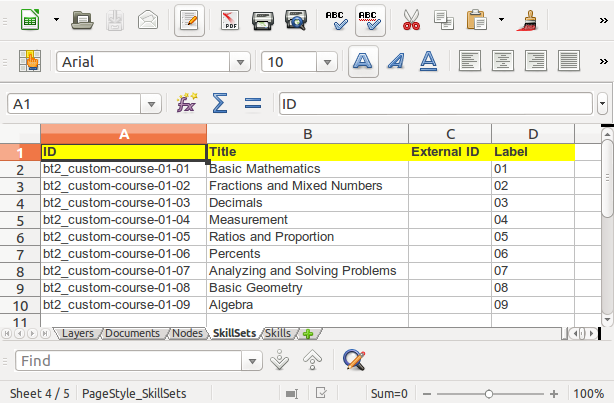 PDF
ABC ABC
100%
Arial 10 A A A
A1 fx Σ = ID
A B C D
1 ID Title External ID Label
2 bt2_custom-course-01-01 Basic Mathematics 01
3 bt2_custom-course-01-02 Fractions and Mixed Numbers 02
4 bt2_custom-course-01-03 Decimals 03
5 bt2_custom-course-01-04 Measurement 04
6 bt2_custom-course-01-05 Ratios and Proportion 05
7 bt2_custom-course-01-06 Percents 06
8 bt2_custom-course-01-07 Analyzing and Solving Problems 07
9 bt2_custom-course-01-08 Basic Geometry 08
10 bt2_custom-course-01-09 Algebra 09
11
Layers Documents Nodes SkillSets Skills
Find
Sheet 4 / 5 PageStyle_SkillSets Sum=0 100%